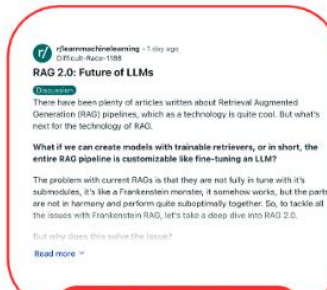 r/
r/learnmachinelearning · 1 day ago
Difficult-Race-1188
RAG 2.0: Future of LLMs
Discussion
There have been plenty of articles written about Retrieval Augmented
Generation (RAG) pipelines, which as a technology is quite cool. But what's
next for the technology of RAG.
What if we can create models with trainable retrievers, or in short, the
entire RAG pipeline is customizable like fine-tuning an LLM?
The problem with current RAGs is that they are not fully in tune with it's
submodules, it's like a Frankenstein monster, it somehow works, but the parts
are not in harmony and perform quite suboptimally together. So, to tackle all
the issues with Frankenstein RAG, let's take a deep dive into RAG 2.0.
But why does this solve the issue?
Read more